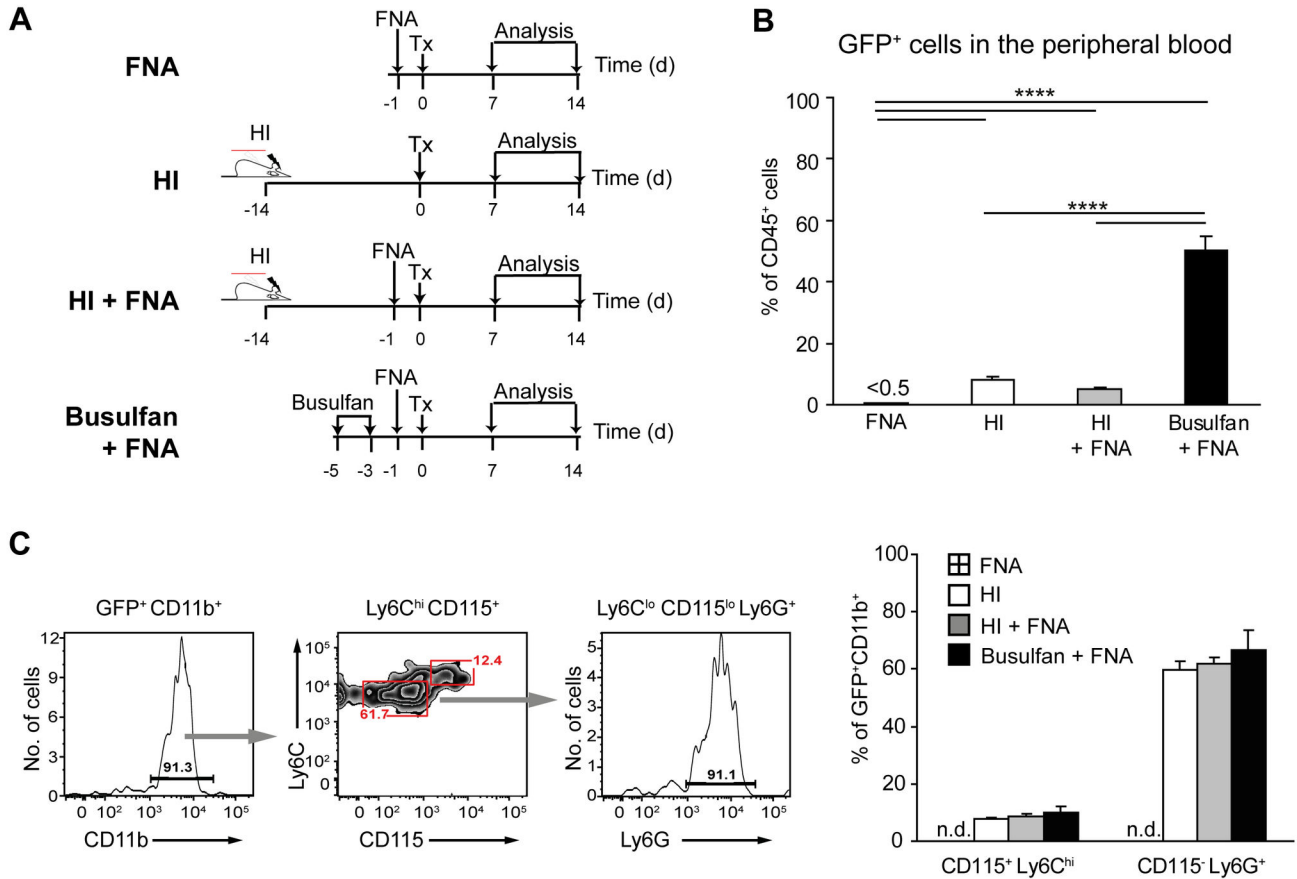 A
FNA
FNA
Tx
Analysis
Time (d)
-1 0 7 14
HI
HI
Tx
Analysis
Time (d)
-14 0 7 14
HI + FNA
HI
FNA
Tx
Analysis
Time (d)
-14 -1 0 7 14
Busulfan
+ FNA
Busulfan
FNA
Tx
Analysis
Time (d)
-5 -3 -1 0 7 14
B
GFP⁺ cells in the peripheral blood
% of CD45⁺ cells
100
80
60
40
20
0
****
****
<0.5
FNA
HI
HI
+ FNA
Busulfan
+ FNA
C
GFP⁺ CD11b⁺
No. of cells
12
9
6
3
0
91.3
0 10² 10³ 10⁴ 10⁵
CD11b
Ly6Cʰⁱ CD115⁺
Ly6C
10⁵
10⁴
10³
10²
0
12.4
61.7
0 10² 10³ 10⁴ 10⁵
CD115
Ly6Cˡᵒ CD115ˡᵒ Ly6G⁺
No. of cells
5
4
3
2
1
0
91.1
0 10² 10³ 10⁴ 10⁵
Ly6G
% of GFP⁺CD11b⁺
100
80
60
40
20
0
FNA
HI
HI + FNA
Busulfan + FNA
n.d.
n.d.
CD115⁺ Ly6Cʰⁱ
CD115⁻ Ly6G⁺